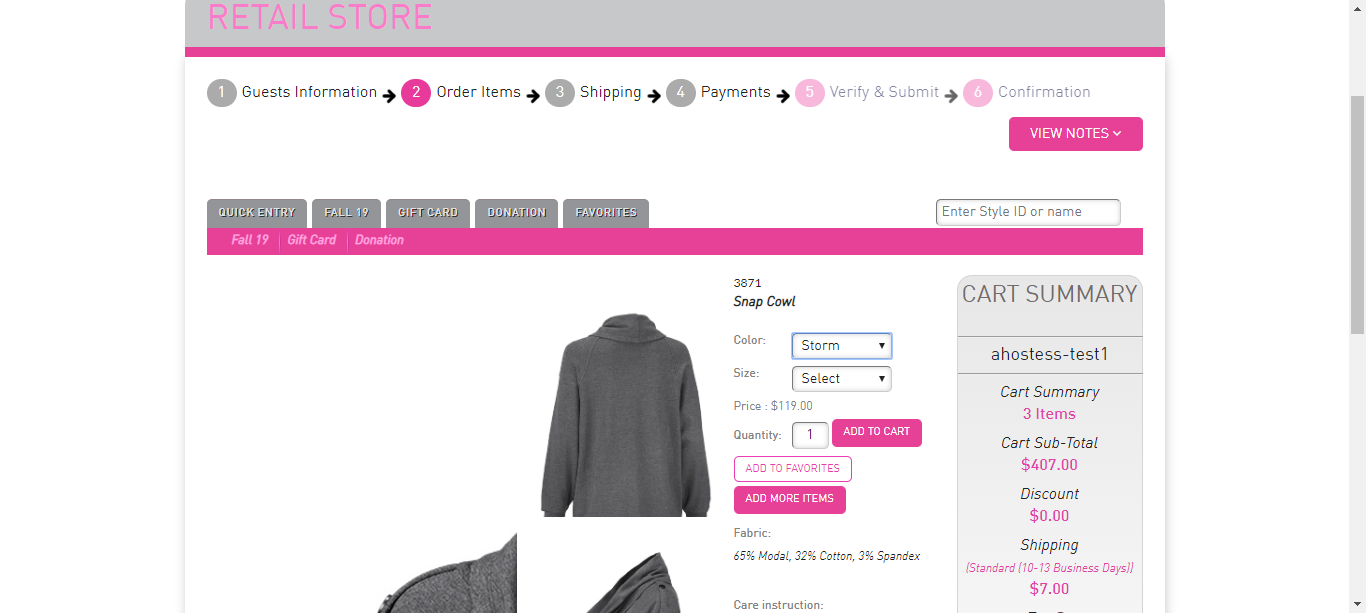 RETAIL STORE
1 Guests Information 2 Order Items 3 Shipping 4 Payments 5 Verify & Submit 6 Confirmation
VIEW NOTES
QUICK ENTRY FALL 19 GIFT CARD DONATION FAVORITES Enter Style ID or name
Fall 19 Gift Card Donation
3871
Snap Cowl
Color: Storm
Size: Select
Price : $119.00
Quantity: 1 ADD TO CART
ADD TO FAVORITES
ADD MORE ITEMS
Fabric:
65% Modal, 32% Cotton, 3% Spandex
Care instruction:
CART SUMMARY
ahostess-test1
Cart Summary
3 Items
Cart Sub-Total
$407.00
Discount
$0.00
Shipping
(Standard (10-13 Business Days))
$7.00